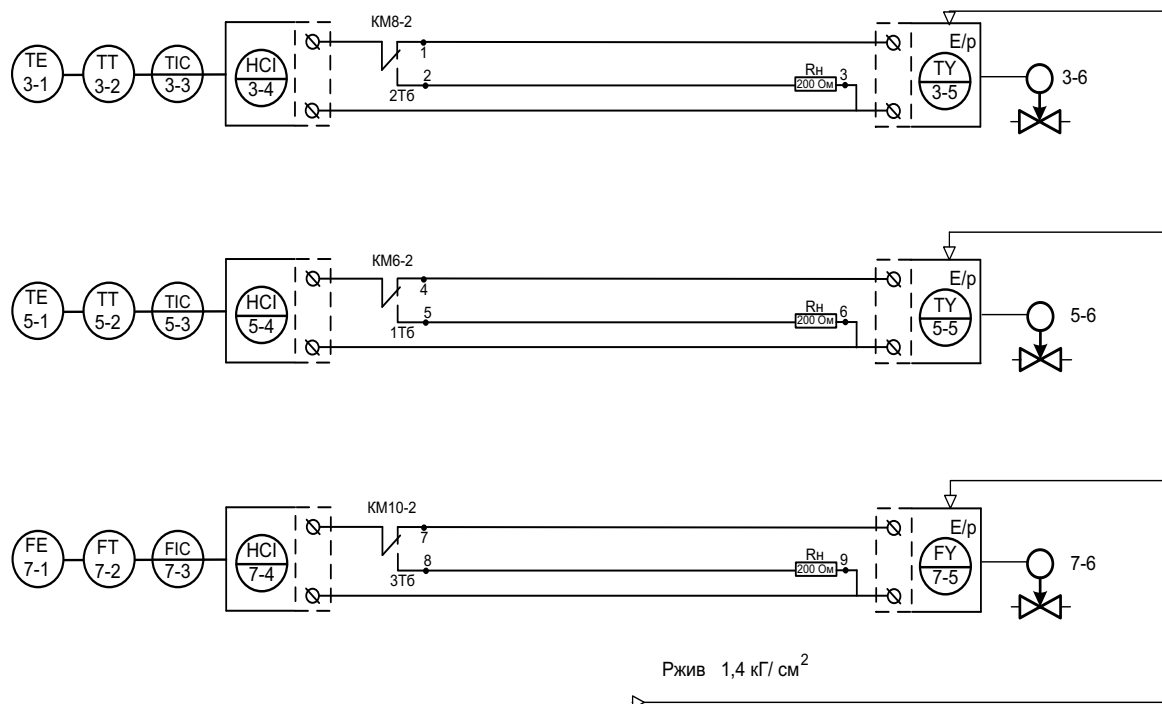 КМ8-2
TE
3-1
TT
3-2
TIC
3-3
HCI
3-4
1
2
2Тб
Rн
200 Ом
3
E/p
TY
3-5
3-6
КМ6-2
TE
5-1
TT
5-2
TIC
5-3
HCI
5-4
4
5
1Тб
Rн
200 Ом
6
E/p
TY
5-5
5-6
КМ10-2
FE
7-1
FT
7-2
FIC
7-3
HCI
7-4
7
8
3Тб
Rн
200 Ом
9
E/p
FY
7-5
7-6
Pжив 1,4 кГ/ см²